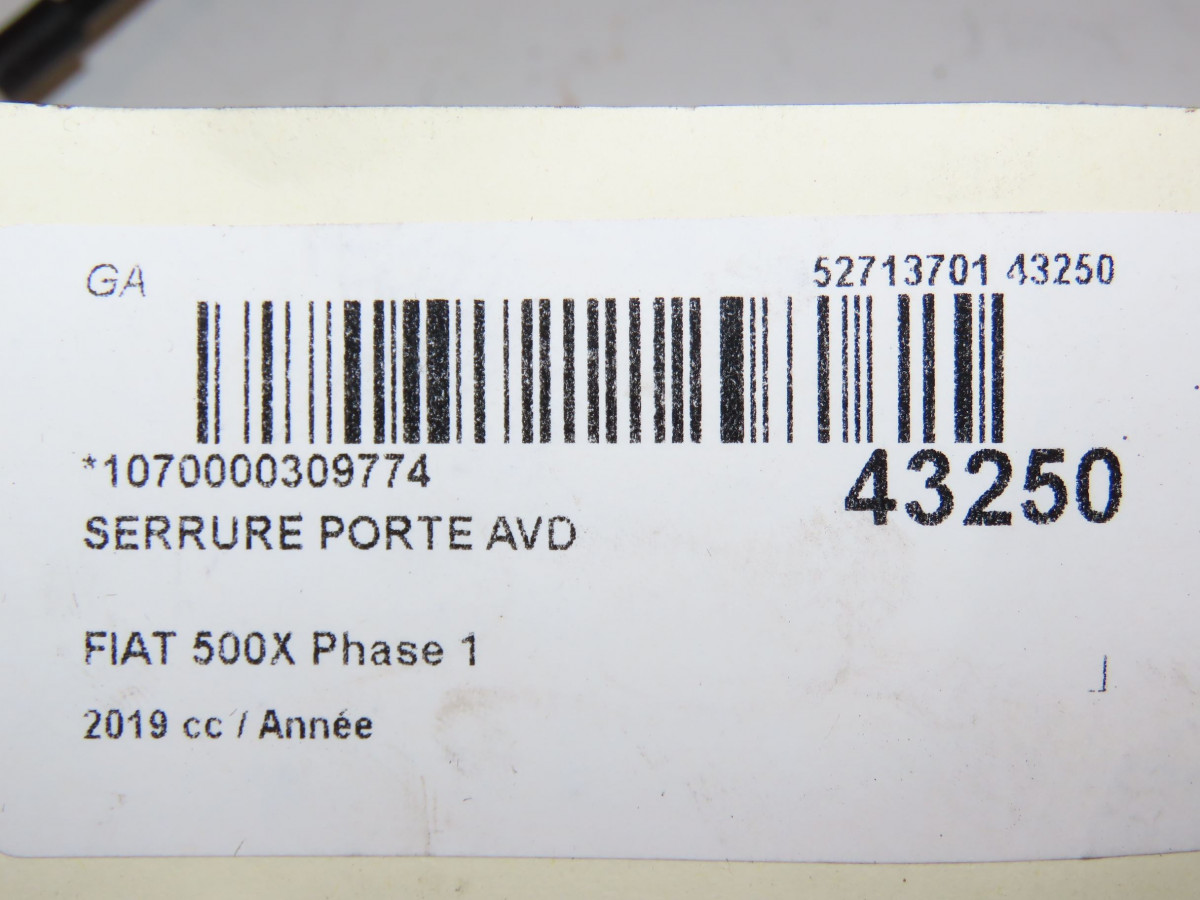 GA
52713701 43250
*1070000309774
43250
SERRURE PORTE AVD
FIAT 500X Phase 1
2019 cc / Année